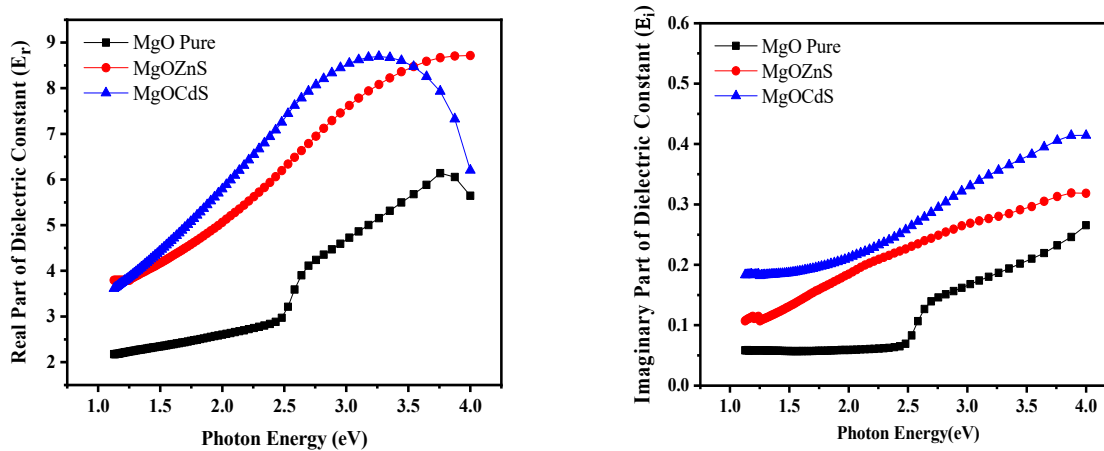 Real Part of Dielectric Constant (Er)
9
8
7
6
5
4
3
2
MgO Pure
MgOZnS
MgOCdS
1.0 1.5 2.0 2.5 3.0 3.5 4.0
Photon Energy (eV)
Imaginary Part of Dielectric Constant (Ei)
0.6
0.5
0.4
0.3
0.2
0.1
0.0
MgO Pure
MgOZnS
MgOCdS
1.0 1.5 2.0 2.5 3.0 3.5 4.0
Photon Energy(eV)